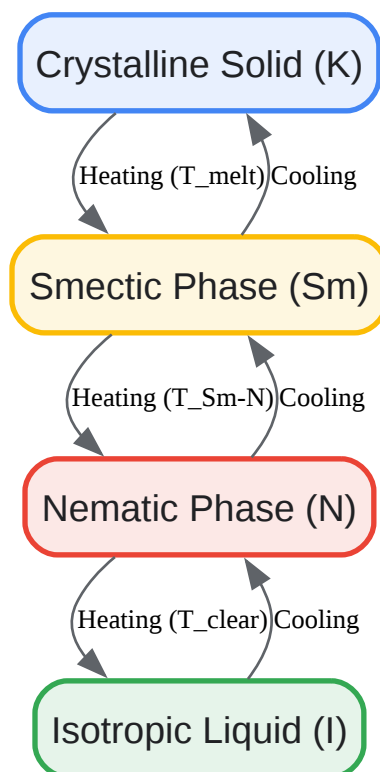 Crystalline Solid (K)
Heating (T_melt)
Cooling
Smectic Phase (Sm)
Heating (T_Sm-N)
Cooling
Nematic Phase (N)
Heating (T_clear)
Cooling
Isotropic Liquid (I)